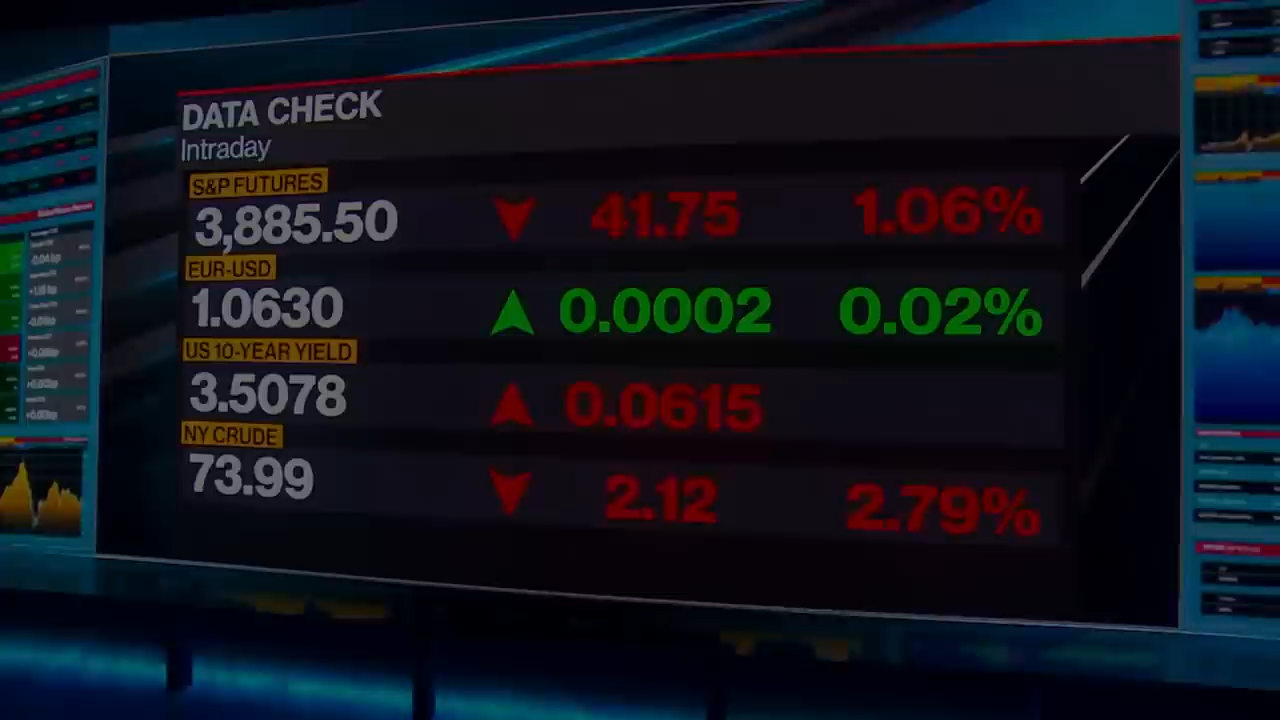 DATA CHECK
Intraday
S&P FUTURES
3,885.50 41.75 1.06%
EUR-USD
1.0630 0.0002 0.02%
US 10-YEAR YIELD
3.5078 0.0615
NY CRUDE
73.99 2.12 2.79%